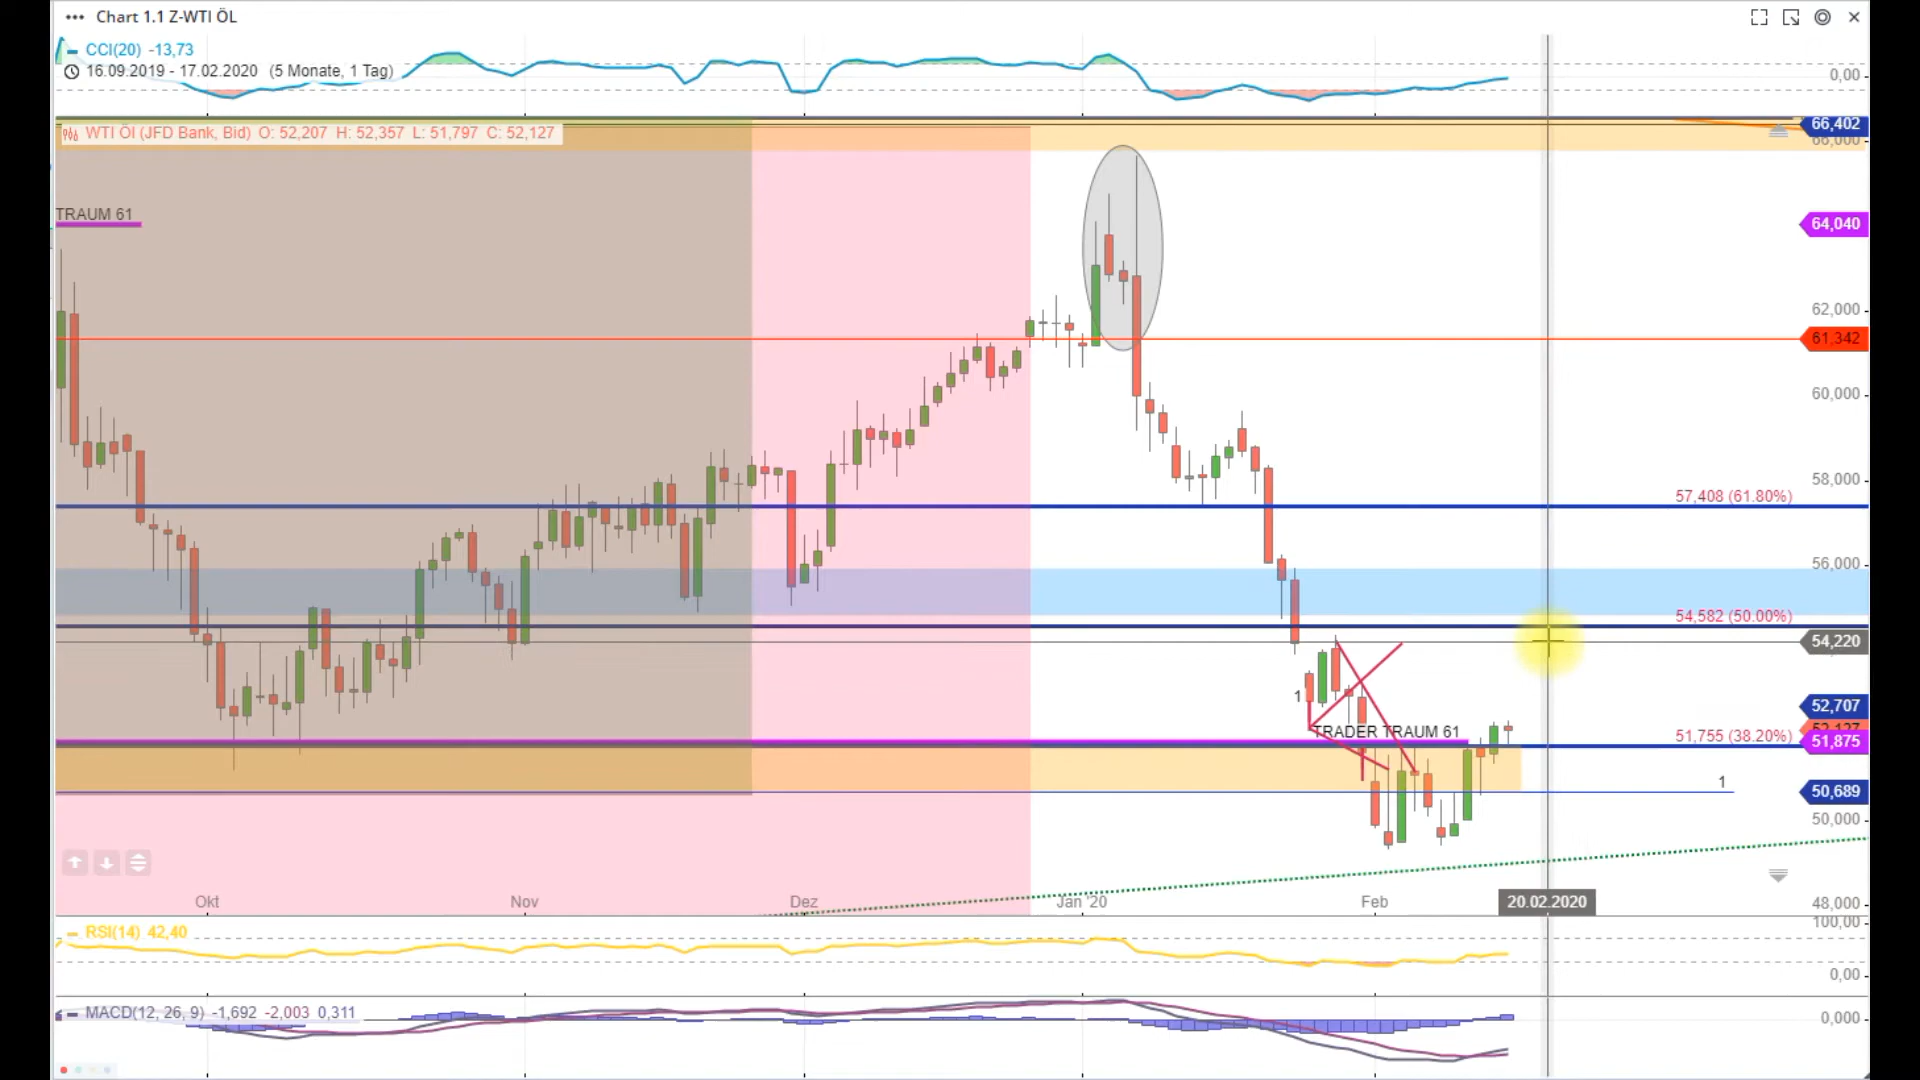 Chart 1.1 Z-WTI ÖL
CCI(20) -13,73
16.09.2019 - 17.02.2020 (5 Monate, 1 Tag)
0,00
WTI Öl (JFD Bank, Bid) O: 52,207 H: 52,357 L: 51,797 C: 52,127
66,402
66,000
TRAUM 61
64,040
62,000
61,342
60,000
58,000
57,408 (61.80%)
56,000
54,582 (50.00%)
54,220
1
52,707
TRADER TRAUM 61
51,755 (38.20%)
52,127
51,875
1
50,689
50,000
Okt
Nov
Dez
Jan '20
Feb
20.02.2020
48,000
RSI(14) 42,40
100,00
0,00
MACD(12, 26, 9) -1,692 -2,003 0,311
0,000